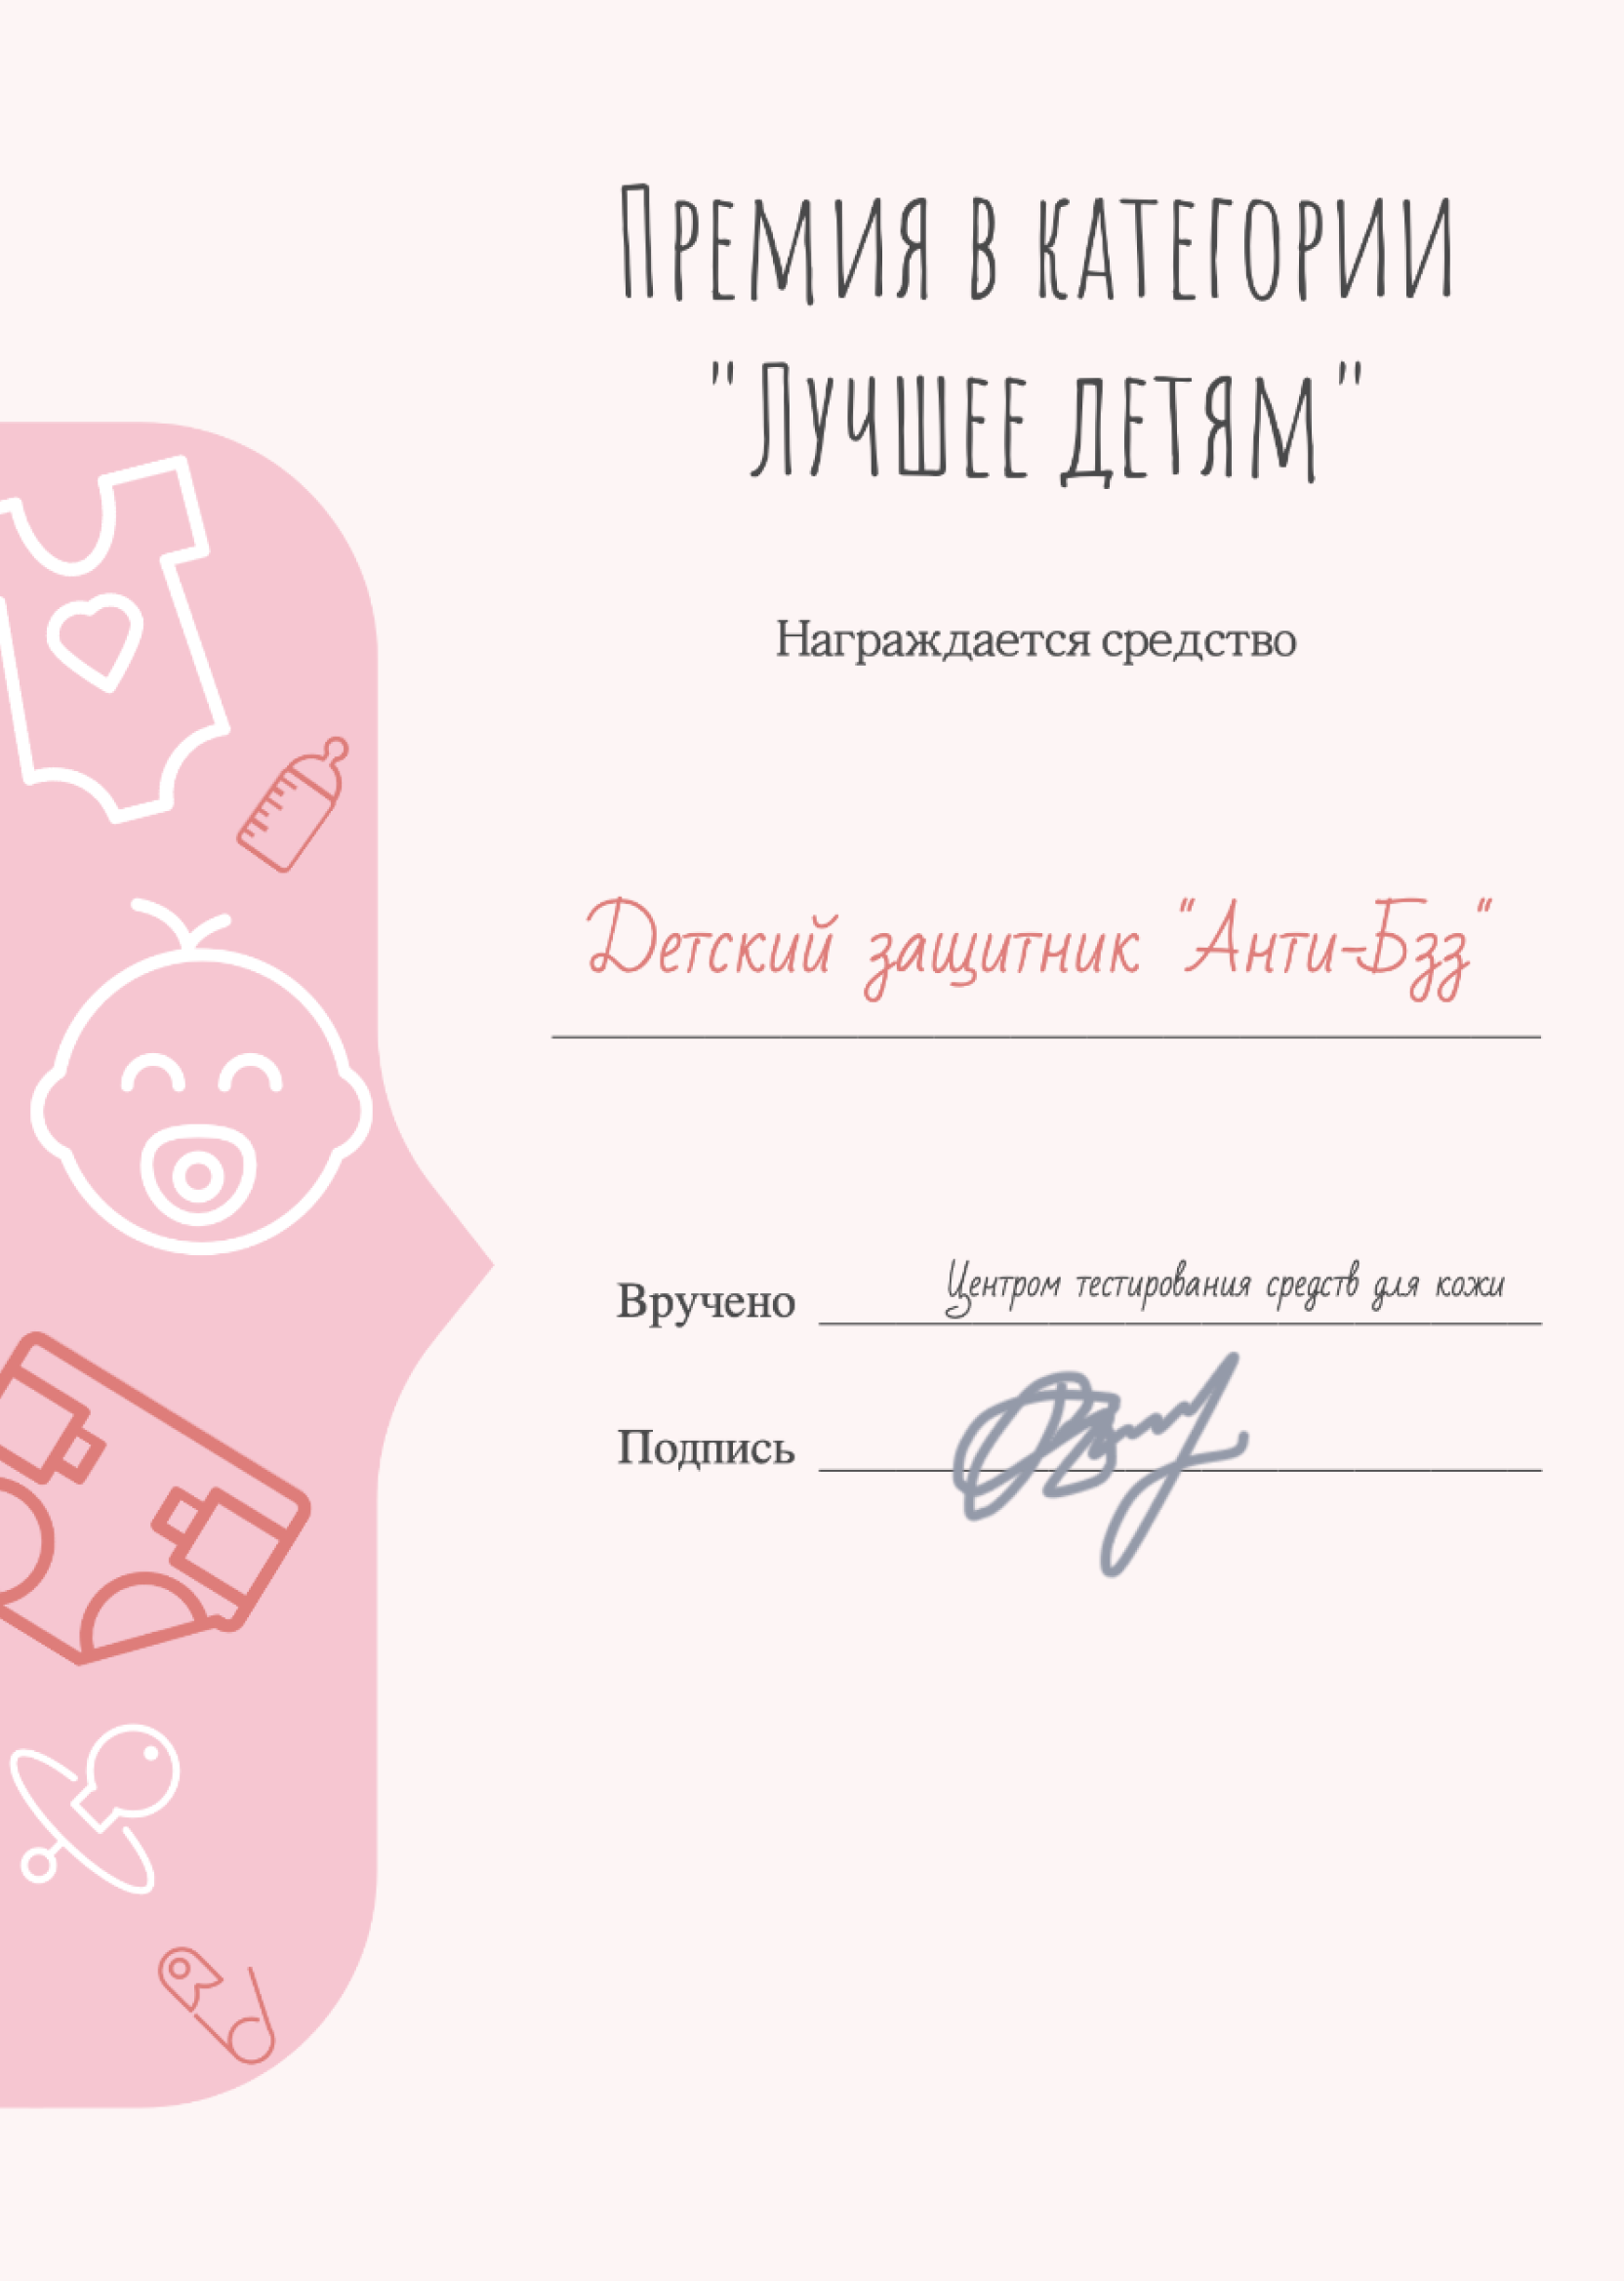 Премия в категории
"Лучшее детям"
Награждается средство
Детский защитник "Анти-Бзз"
Вручено Центром тестирования средств для кожи
Подпись